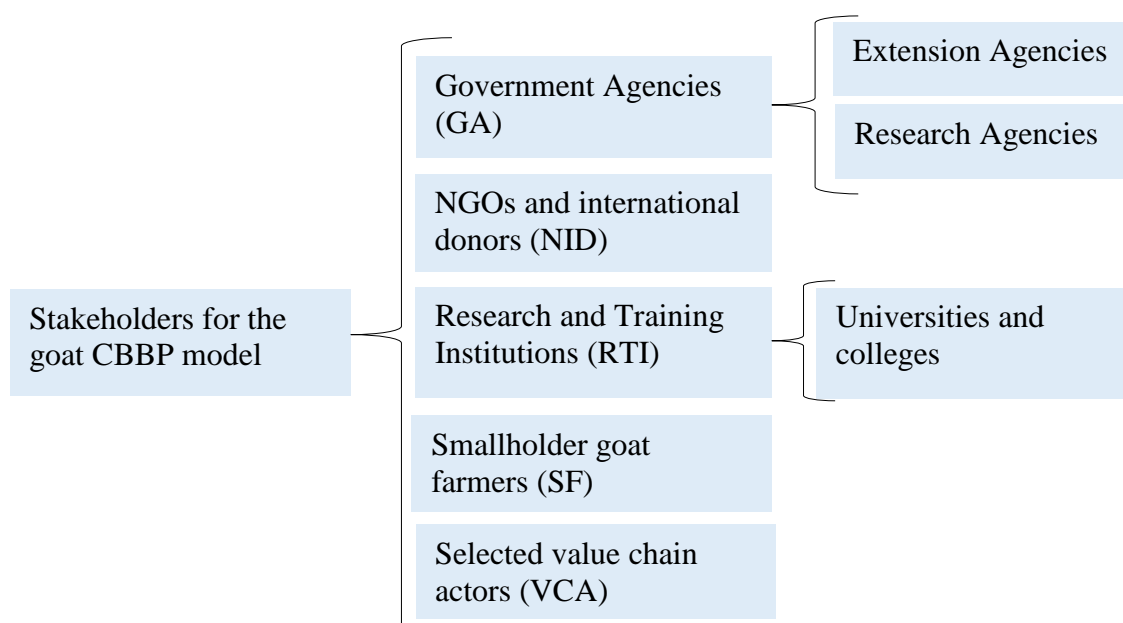 Stakeholders for the
goat CBBP model
Government Agencies
(GA)
Extension Agencies
Research Agencies
NGOs and international
donors (NID)
Research and Training
Institutions (RTI)
Universities and
colleges
Smallholder goat
farmers (SF)
Selected value chain
actors (VCA)